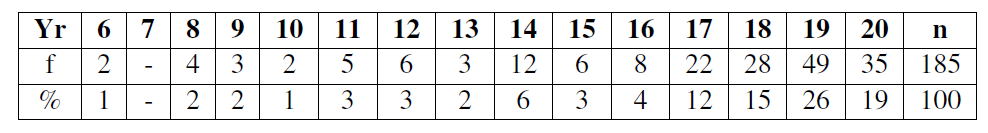 Yr 6 7 8 9 10 11 12 13 14 15 16 17 18 19 20 n
f 2 - 4 3 2 5 6 3 12 6 8 22 28 49 35 185
% 1 - 2 2 1 3 3 2 6 3 4 12 15 26 19 100